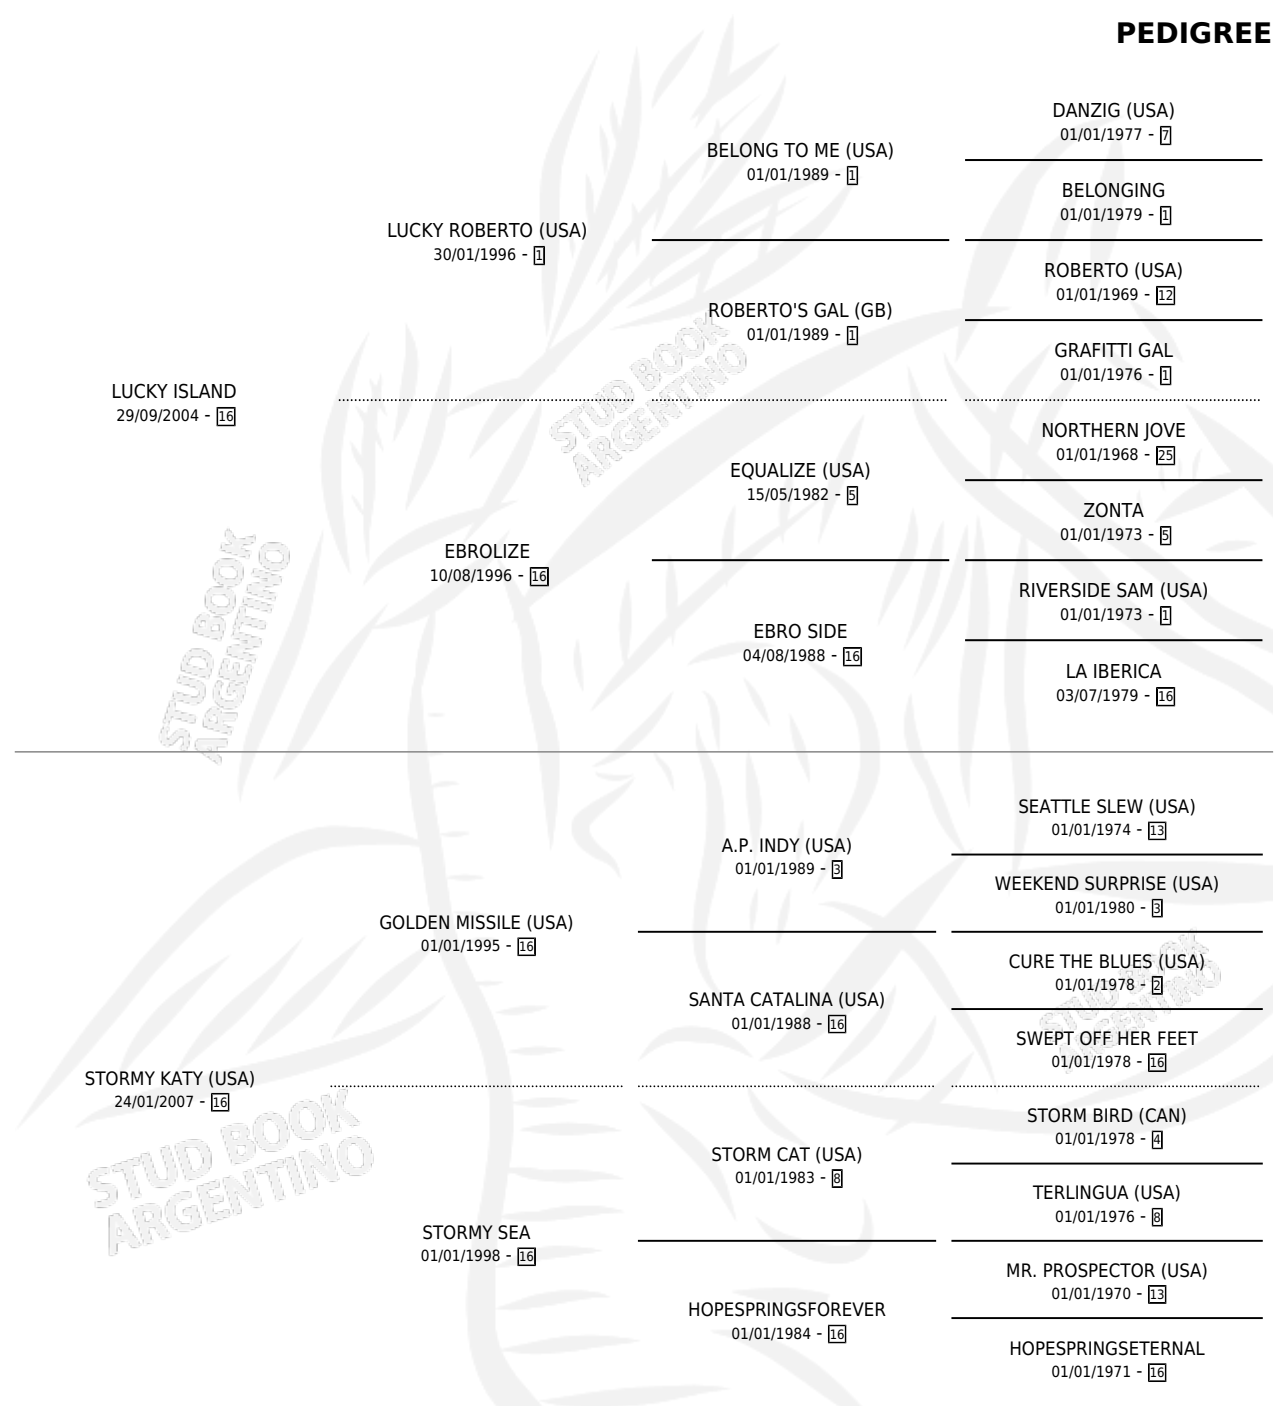 PEDIGREE
DANZIG (USA)
01/01/1977 - 7
BELONG TO ME (USA)
01/01/1989 - 1
BELONGING
01/01/1979 - 1
LUCKY ROBERTO (USA)
30/01/1996 - 1
ROBERTO (USA)
01/01/1969 - 12
ROBERTO'S GAL (GB)
01/01/1989 - 1
GRAFITTI GAL
01/01/1976 - 1
LUCKY ISLAND
29/09/2004 - 16
STUD BOOK
ARGENTINO
NORTHERN JOVE
01/01/1968 - 25
EQUALIZE (USA)
15/05/1982 - 5
ZONTA
01/01/1973 - 5
EBROLIZE
10/08/1996 - 16
RIVERSIDE SAM (USA)
01/01/1973 - 1
EBRO SIDE
04/08/1988 - 16
LA IBERICA
03/07/1979 - 16
STUD BOOK
ARGENTINO
SEATTLE SLEW (USA)
01/01/1974 - 13
A.P. INDY (USA)
01/01/1989 - 3
WEEKEND SURPRISE (USA)
01/01/1980 - 3
GOLDEN MISSILE (USA)
01/01/1995 - 16
CURE THE BLUES (USA)
01/01/1978 - 2
SANTA CATALINA (USA)
01/01/1988 - 16
STUD BOOK
ARGENTINO
SWEPT OFF HER FEET
01/01/1978 - 16
STORMY KATY (USA)
24/01/2007 - 16
STORM BIRD (CAN)
01/01/1978 - 4
STORM CAT (USA)
01/01/1983 - 8
STUD BOOK
ARGENTINO
TERLINGUA (USA)
01/01/1976 - 8
STORMY SEA
01/01/1998 - 16
MR. PROSPECTOR (USA)
01/01/1970 - 13
HOPESPRINGSFOREVER
01/01/1984 - 16
HOPESPRINGSETERNAL
01/01/1971 - 16